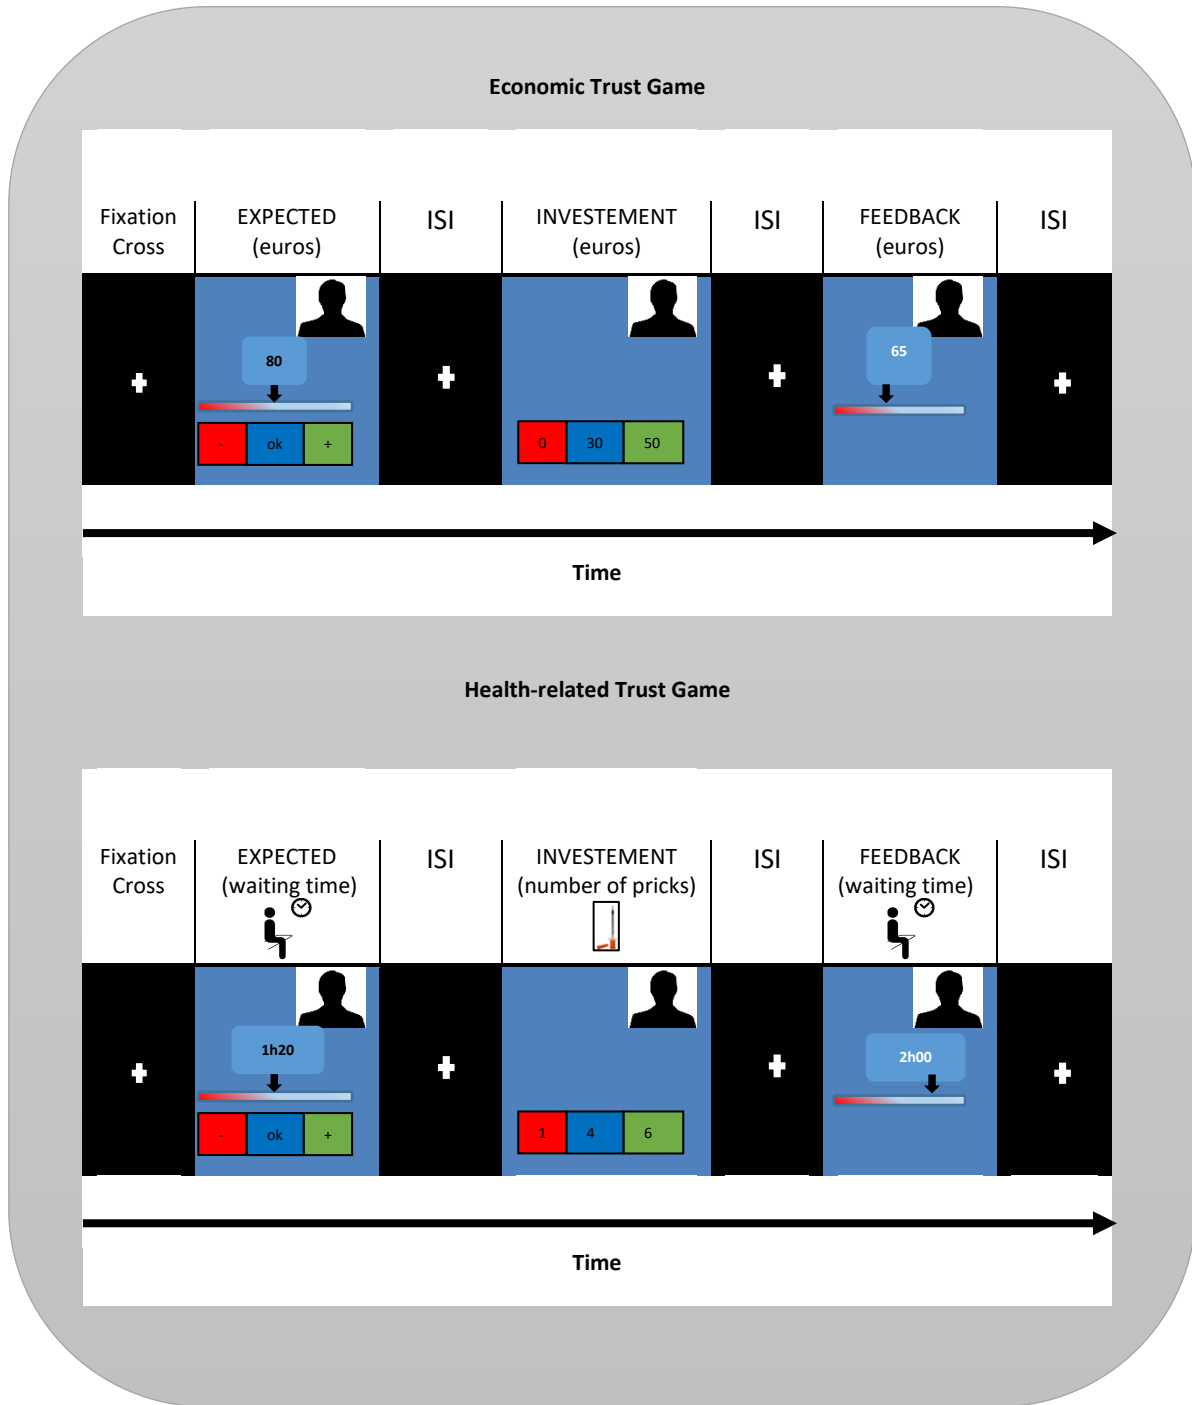 Economic Trust Game
Fixation
Cross
EXPECTED
(euros)
ISI
INVESTEMENT
(euros)
ISI
FEEDBACK
(euros)
ISI
80
- ok +
0 30 50
65
Time
Health-related Trust Game
Fixation
Cross
EXPECTED
(waiting time)
ISI
INVESTEMENT
(number of pricks)
ISI
FEEDBACK
(waiting time)
ISI
1h20
- ok +
1 4 6
2h00
Time